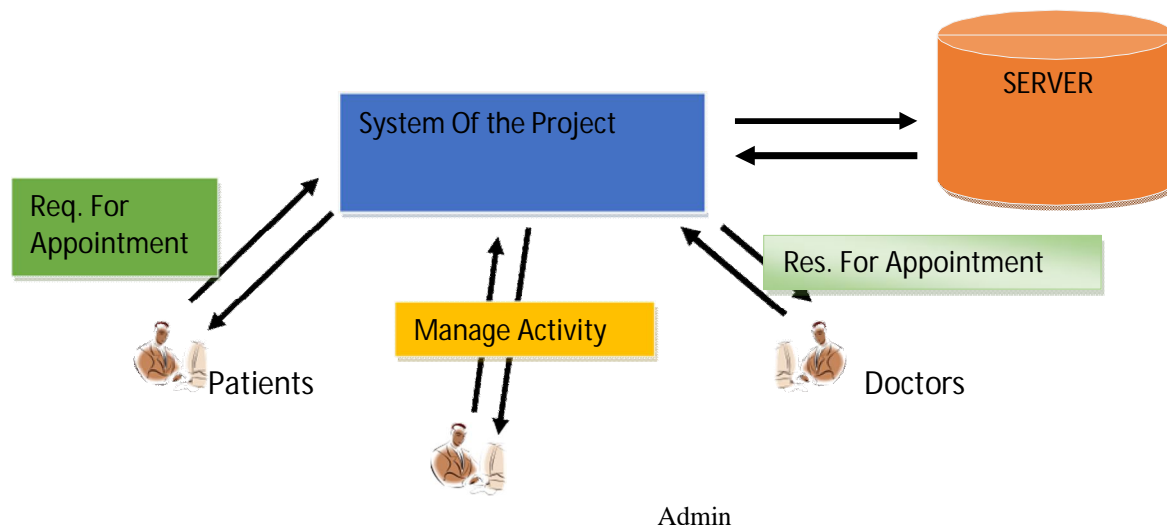 SERVER
System Of the Project
Req. For
Appointment
Res. For Appointment
Manage Activity
Patients
Doctors
Admin